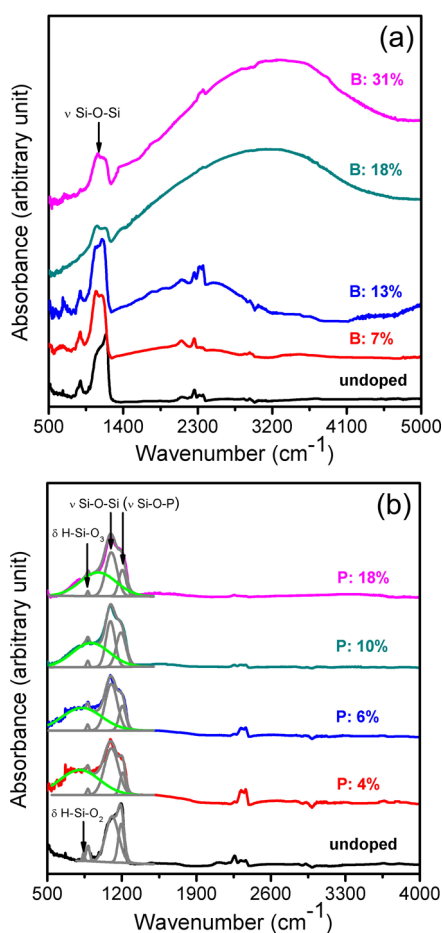 (a)
ν Si-O-Si
B: 31%
B: 18%
B: 13%
B: 7%
undoped
Absorbance (arbitrary unit)
500 1400 2300 3200 4100 5000
Wavenumber (cm⁻¹)
(b)
ν Si-O-Si (ν Si-O-P)
δ H-Si-O₃
P: 18%
P: 10%
P: 6%
P: 4%
δ H-Si-O₂
undoped
Absorbance (arbitrary unit)
500 1200 1900 2600 3300 4000
Wavenumber (cm⁻¹)